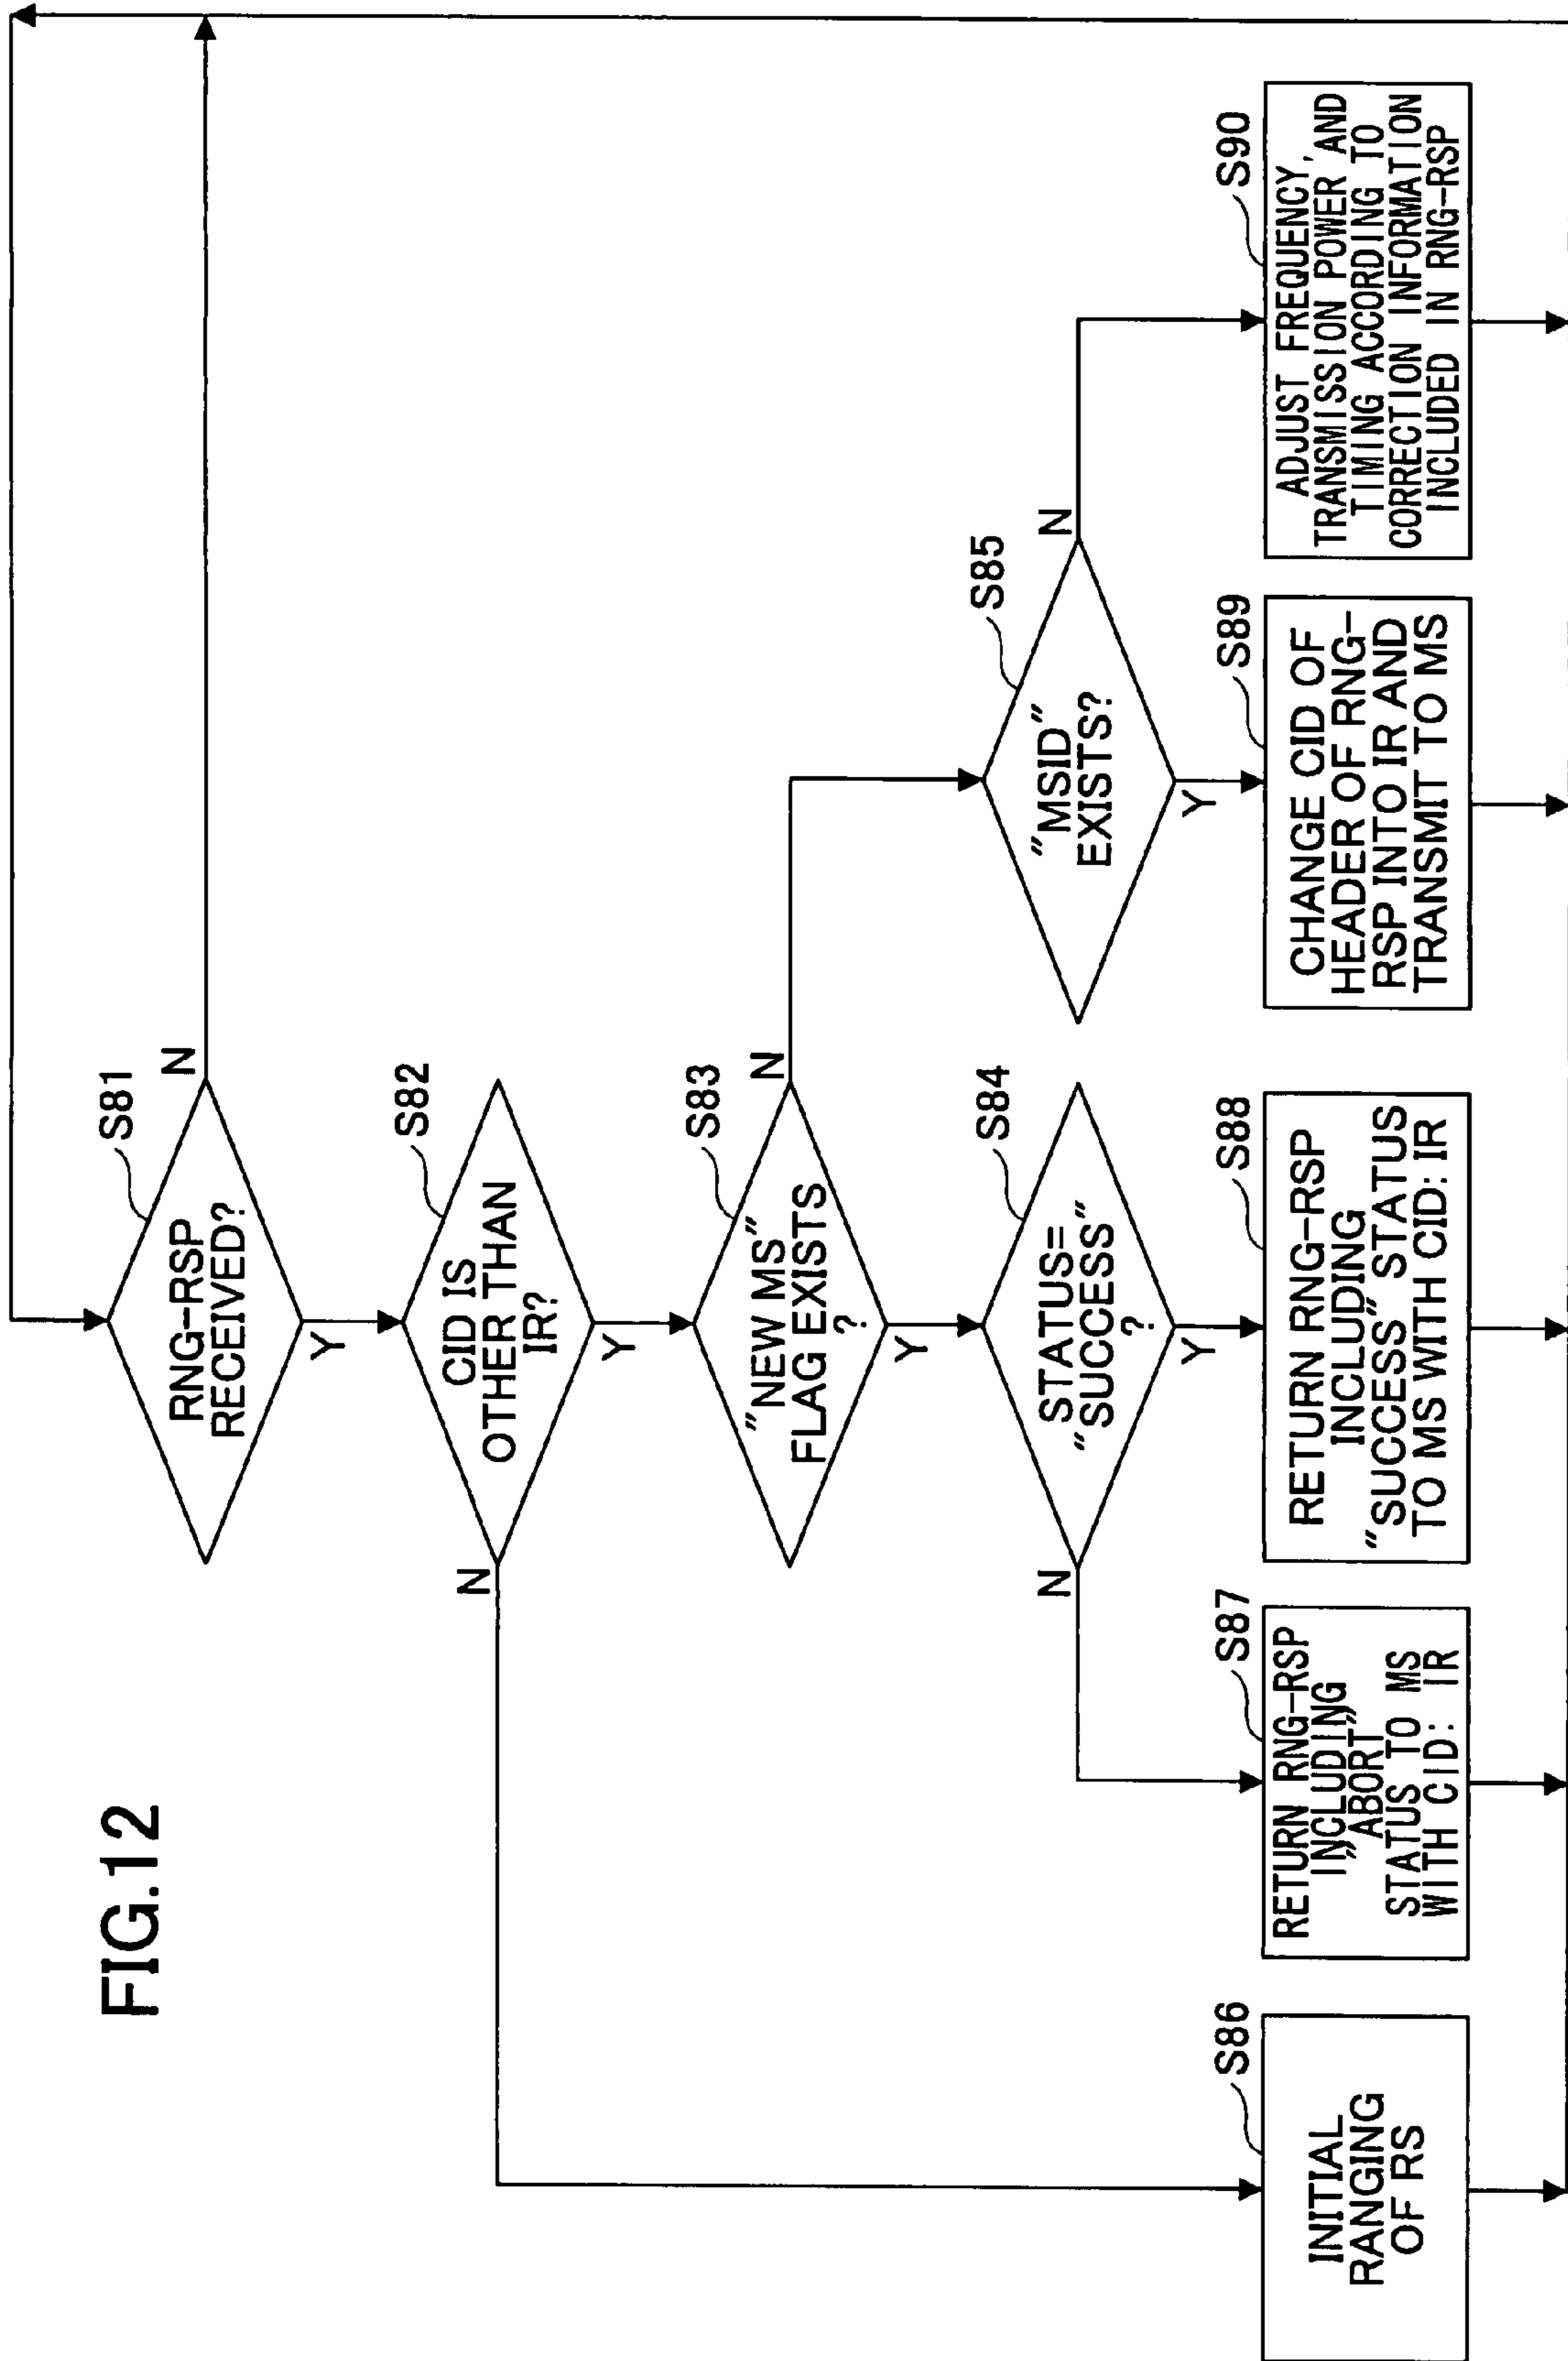 FIG.12
S81
RNG-RSP
RECEIVED?
N
Y
S82
CID IS
OTHER THAN
IR?
N
Y
S83
"NEW MS"
FLAG EXISTS
?
N
Y
S84
STATUS=
"SUCCESS"
?
N
Y
S85
"MSID"
EXISTS?
N
Y
S86
INITIAL
RANGING
OF RS
S87
RETURN RNG-RSP
INCLUDING
"ABORT"
STATUS TO MS
WITH CID: IR
S88
RETURN RNG-RSP
INCLUDING
"SUCCESS" STATUS
TO MS WITH CID: IR
S89
CHANGE CID OF
HEADER OF RNG-
RSP INTO IR AND
TRANSMIT TO MS
S90
ADJUST FREQUENCY,
TRANSMISSION POWER, AND
TIMING ACCORDING TO
CORRECTION INFORMATION
INCLUDED IN RNG-RSP